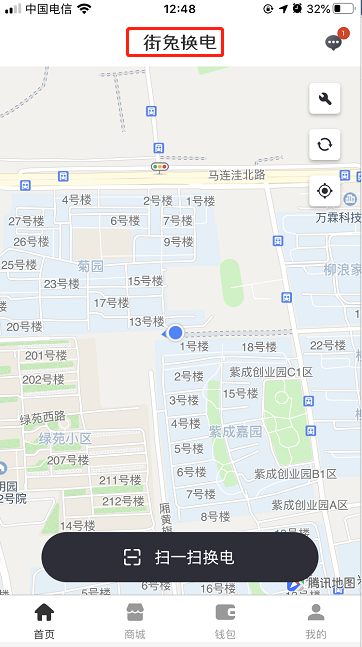 中国电信
12:48
32%
街兔换电
1
马连洼北路
4号楼
2号楼
1号楼
万霖科技
27号楼
6号楼
7号楼
26号楼
9号楼
25号楼
菊园
柳浪家
23号楼
15号楼
17号楼
13号楼
20号楼
1号楼
18号楼
22号楼
201号楼
2号楼
紫成创业园C1区
202号楼
15号楼
3号楼
绿苑西路
4号楼
紫成嘉园
绿苑小区
5号楼
207号楼
6号楼
紫成创业园B1区
211号楼
7号楼
2号院
212号楼
紫成创业园A区
8号楼
14号楼
厢黄旗
12号楼
扫一扫换电
腾讯地图
首页
商城
钱包
我的